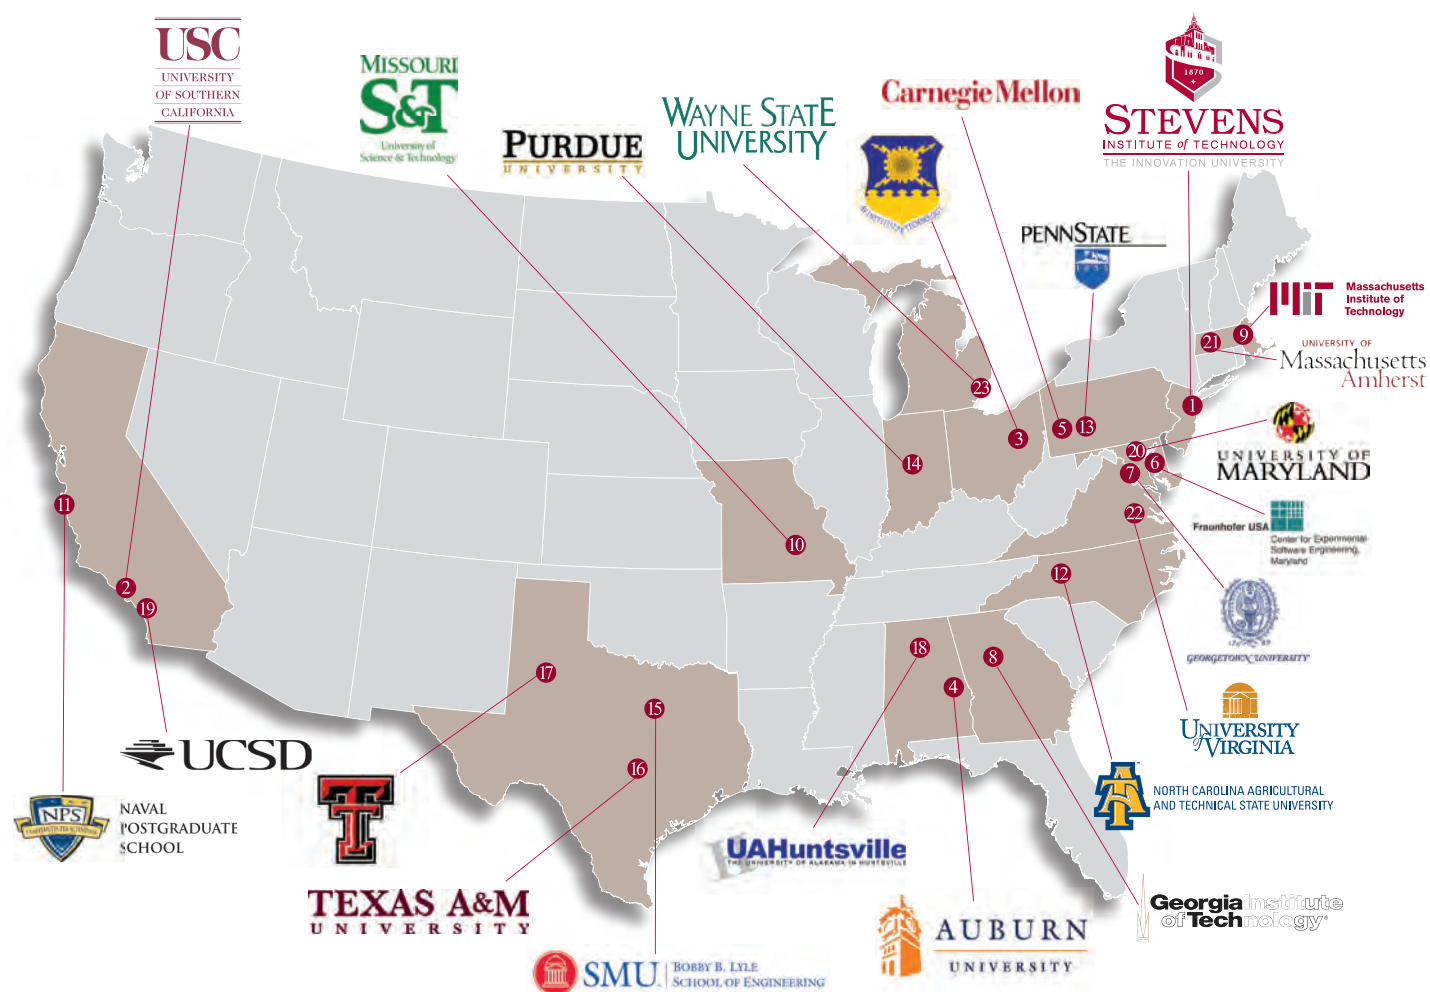 USC
UNIVERSITY
OF SOUTHERN
CALIFORNIA
MISSOURI
S&T
University of
Science & Technology
PURDUE
UNIVERSITY
WAYNE STATE
UNIVERSITY
Carnegie Mellon
1870
STEVENS
INSTITUTE of TECHNOLOGY
THE INNOVATION UNIVERSITY
PENNSTATE
1855
MIT
Massachusetts
Institute of
Technology
UNIVERSITY OF
Massachusetts
Amherst
UNIVERSITY OF
MARYLAND
Fraunhofer USA
Center for Experimental
Software Engineering,
Maryland
GEORGETOWN UNIVERSITY
UNIVERSITY
of VIRGINIA
AT
NORTH CAROLINA AGRICULTURAL
AND TECHNICAL STATE UNIVERSITY
Georgia Institute
of Technology
AUBURN
UNIVERSITY
UAHuntsville
THE UNIVERSITY OF ALABAMA IN HUNTSVILLE
SMU
BOBBY B. LYLE
SCHOOL OF ENGINEERING
TEXAS A&M
UNIVERSITY
TT
UCSD
NPS
NAVAL
POSTGRADUATE
SCHOOL
1
2
3
4
5
6
7
8
9
10
11
12
13
14
15
16
17
18
19
20
21
22
23